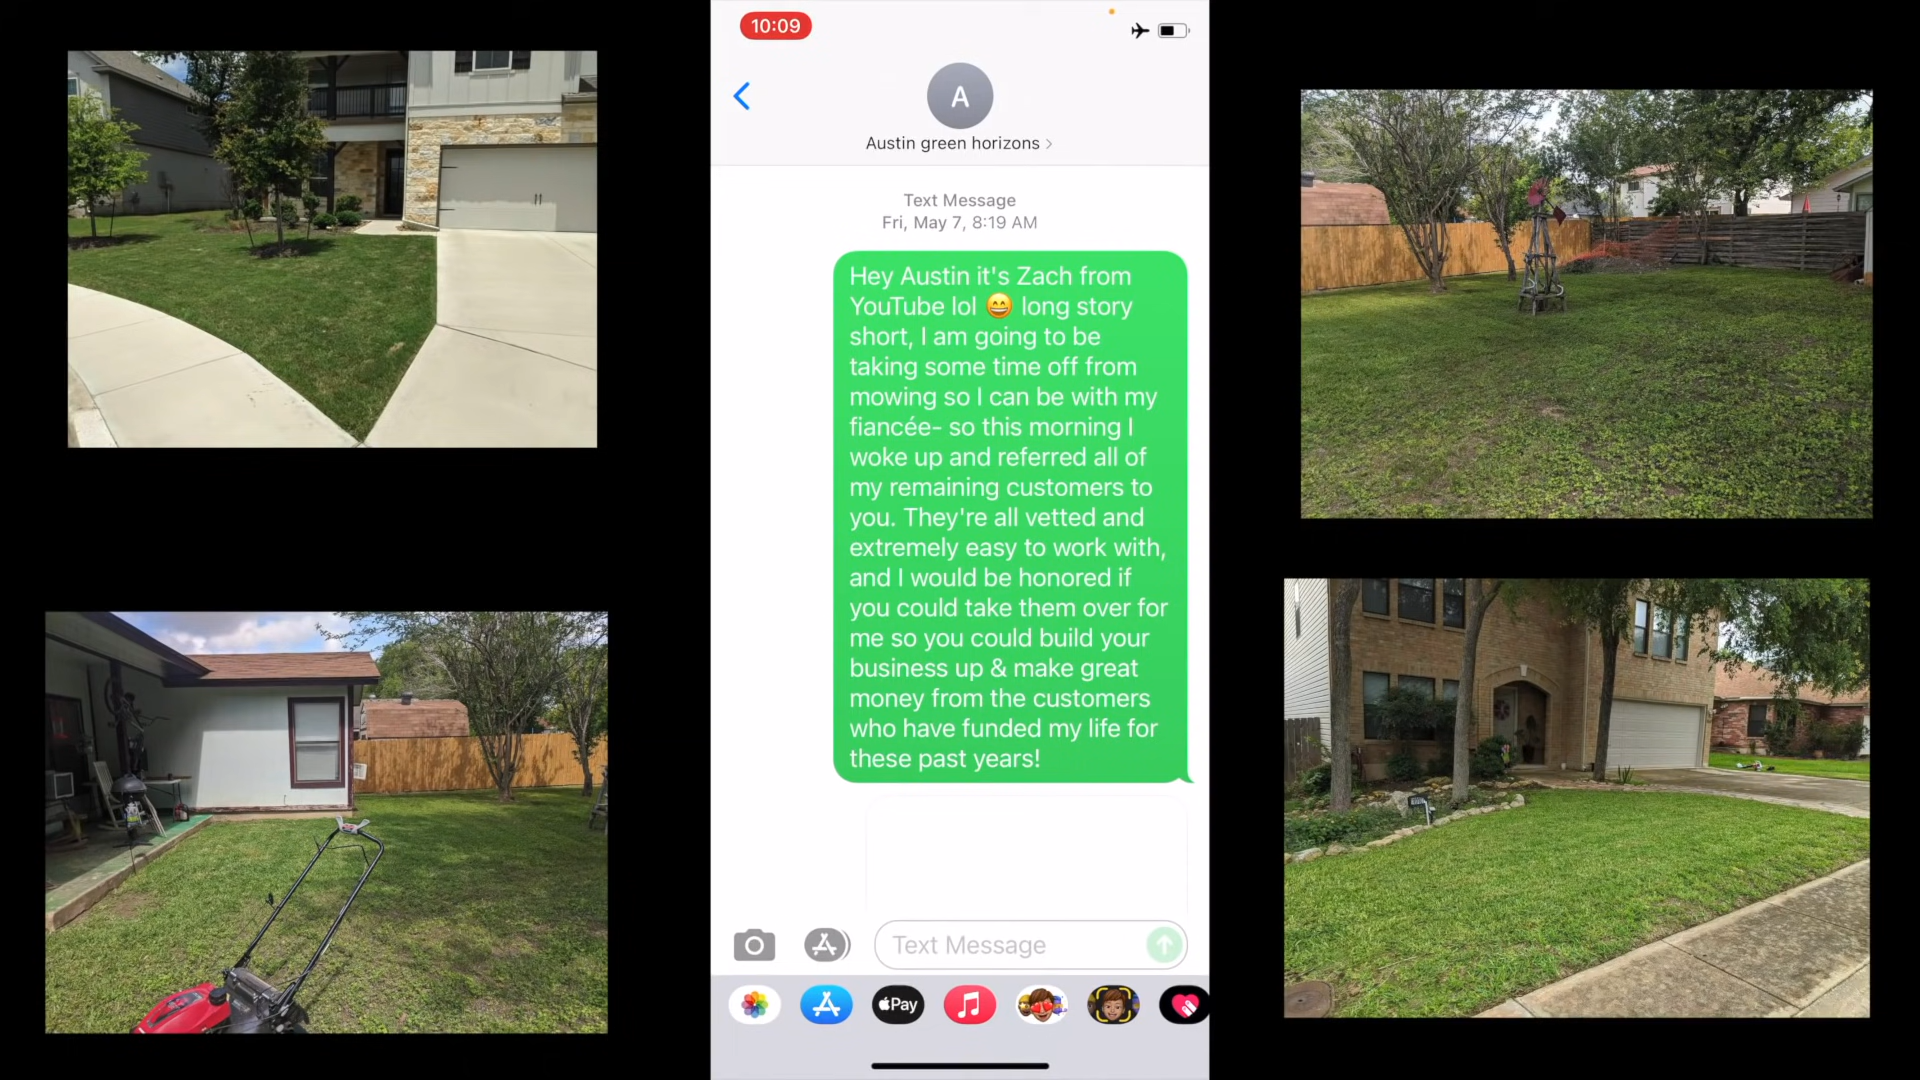 10:09
A
Austin green horizons
Text Message
Fri, May 7, 8:19 AM
Hey Austin it's Zach from
YouTube lol 😄 long story
short, I am going to be
taking some time off from
mowing so I can be with my
fiancée- so this morning I
woke up and referred all of
my remaining customers to
you. They're all vetted and
extremely easy to work with,
and I would be honored if
you could take them over for
me so you could build your
business up & make great
money from the customers
who have funded my life for
these past years!
Text Message
Pay